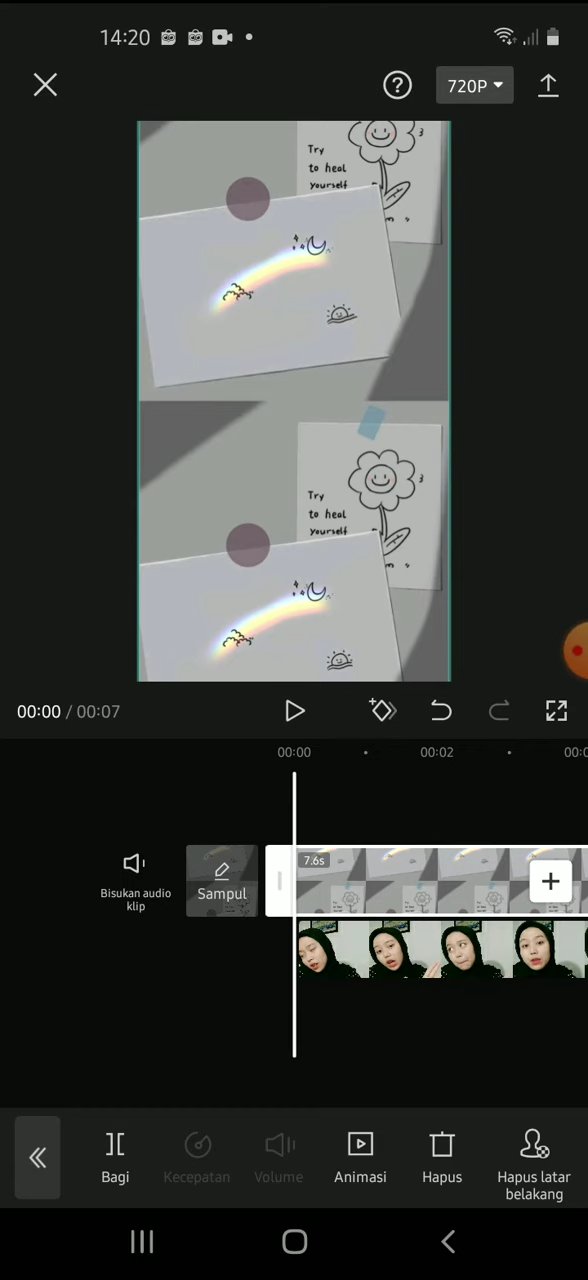 14:20
720P
Try
to heal
yourself
Try
to heal
yourself
00:00 / 00:07
00:00
00:02
7.6s
Bisukan audio
klip
Sampul
Bagi
Kecepatan
Volume
Animasi
Hapus
Hapus latar
belakang